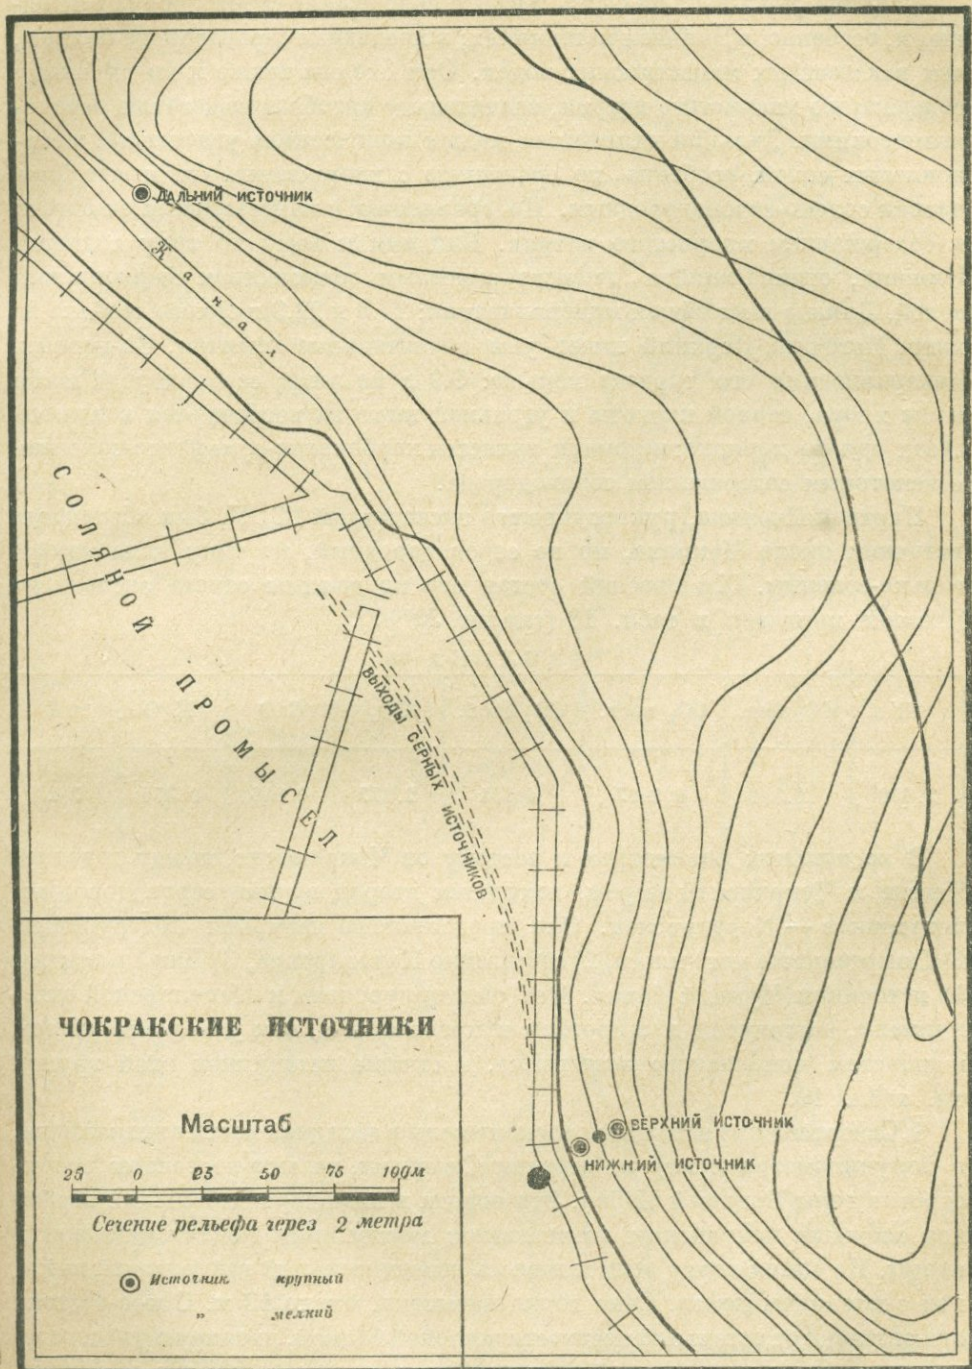 ДАЛЬНИЙ ИСТОЧНИК
Канал
СОЛЯНОЙ ПРОМЫСЕЛ
ВЫХОДЫ СЕРНЫХ ИСТОЧНИКОВ
ВЕРХНИЙ ИСТОЧНИК
НИЖНИЙ ИСТОЧНИК
ЧОКРАКСКИЕ ИСТОЧНИКИ
Масштаб
25 0 25 50 75 100м
Сечение рельефа через 2 метра
Источник крупный
„ мелкий